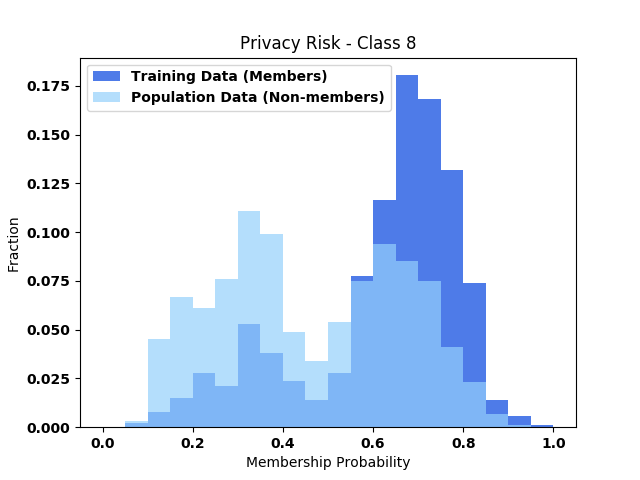 Privacy Risk - Class 8
Training Data (Members)
Population Data (Non-members)
Fraction
0.175
0.150
0.125
0.100
0.075
0.050
0.025
0.000
0.0 0.2 0.4 0.6 0.8 1.0
Membership Probability